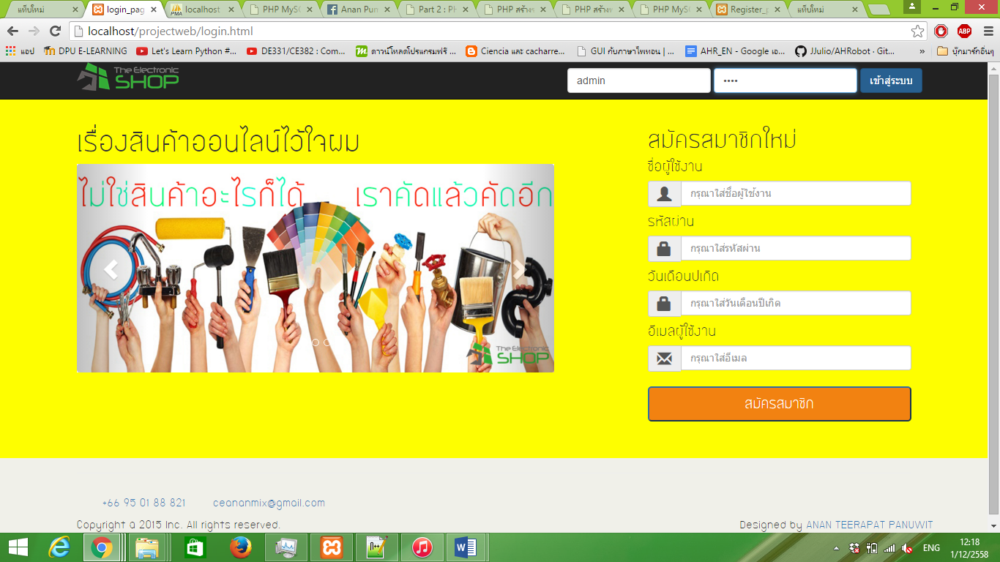 แท็บใหม่
login_pag
localhost
PHP MySQ
Anan Pun
Part 2 : PH
PHP สร้างร
PHP สร้างห
PHP MySQ
Register_p
แท็บใหม่
localhost/projectweb/login.html
ABP
แอป
DPU E-LEARNING
Let's Learn Python #...
DE331/CE382 : Com...
ดาวน์โหลดโปรแกรมฟรี ...
Ciencia และ cacharre...
GUI กับภาษาไพทอน | ...
AHR_EN - Google เอ...
JJulio/AHRobot · Git...
»
บุ๊กมาร์กอื่นๆ
The Electronic
SHOP
admin
••••
เข้าสู่ระบบ
เรื่องสินค้าออนไลน์ไว้ใจผม
ไม่ใช่สินค้าอะไรก็ได้ เราคัดแล้วคัดอีก
The Electronic
SHOP
สมัครสมาชิกใหม่
ชื่อผู้ใช้งาน
กรุณาใส่ชื่อผู้ใช้งาน
รหัสผ่าน
กรุณาใส่รหัสผ่าน
วันเดือนปเกิด
กรุณาใส่วันเดือนปีเกิด
อีเมลผู้ใช้งาน
กรุณาใส่อีเมล
สมัครสมาชิก
+66 95 01 88 821
ceananmix@gmail.com
Copyright a 2015 Inc. All rights reserved.
Designed by ANAN TEERAPAT PANUWIT
ENG
12:18
1/12/2558